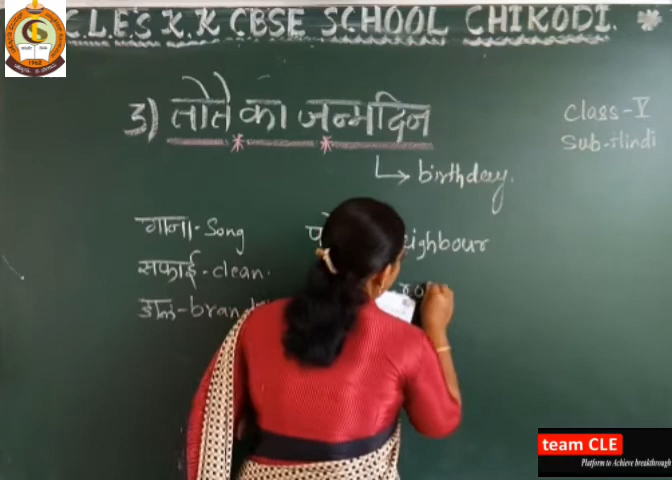 C.L.E'S K.K CBSE SCHOOL CHIKODI.
1962
3) तोते का जन्मदिन
Class-V
Sub-Hindi
birthday.
गाना - Song
सफाई - clean.
डाल -
team CLE
Platform to Achieve breakthrough